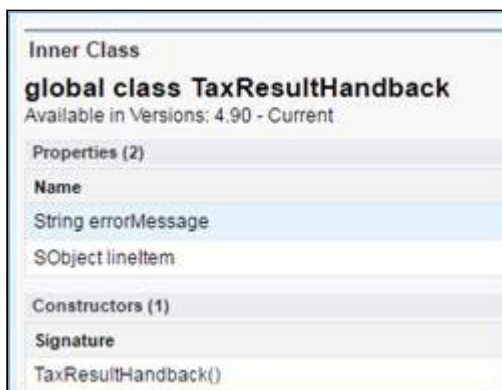 Inner Class
global class TaxResultHandback
Available in Versions: 4.90 - Current
Properties (2)
Name
String errorMessage
SObject lineItem
Constructors (1)
Signature
TaxResultHandback()